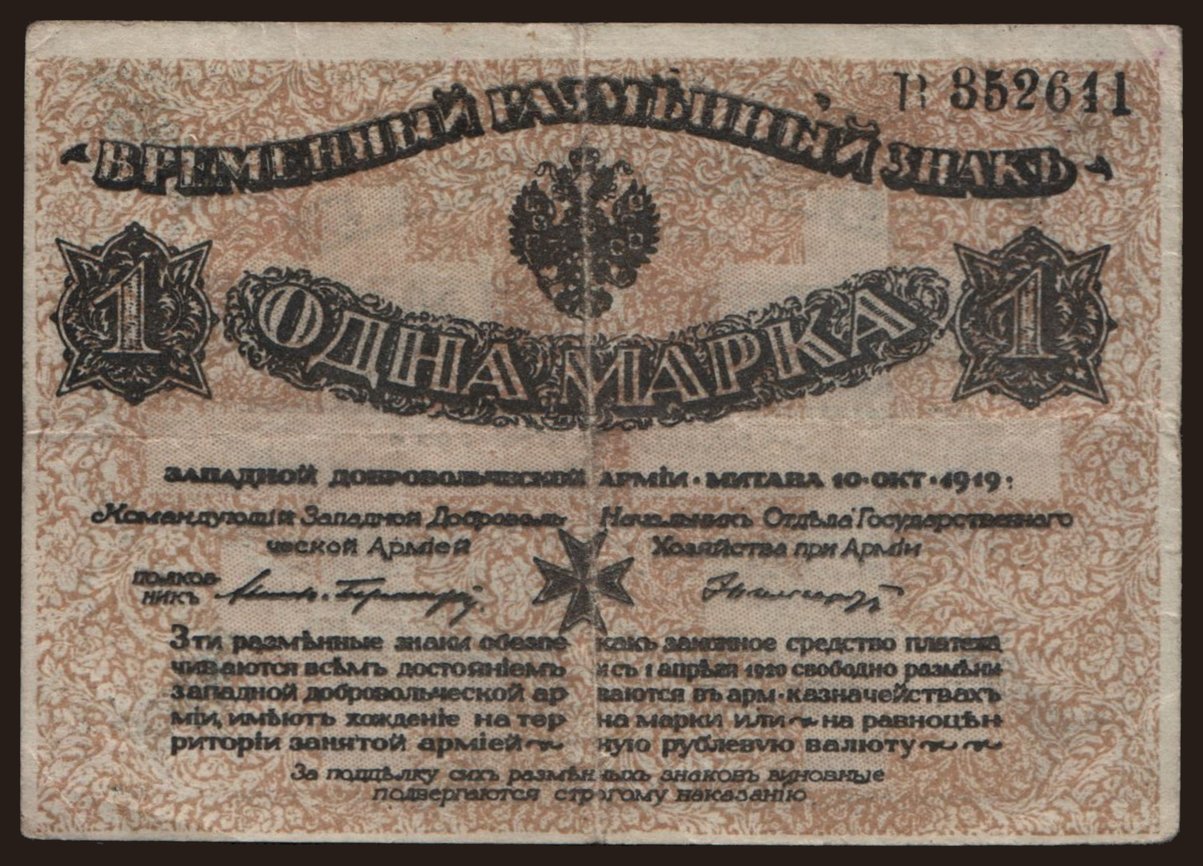 В 352641
ВРЕМЕННЫЙ РАЗМѢННЫЙ ЗНАКЪ
1 1
ОДНА МАРКА
ЗАПАДНОЙ ДОБРОВОЛЬЧЕСКОЙ АРМІИ · МИТАВА 10 · ОКТ · 1919:
Командующій Западной Доброволь
ческой Арміей
ПОЛКОВ-
НИКЪ
Начальникъ Отдѣла Государственнаго
Хозяйства при Арміи
Эти размѣнные знаки обезпе
чиваются всѣмъ достояніемъ
западной добровольческой ар
міи, имѣютъ хожденіе на тер
риторіи занятой арміей
какъ законное средство платежа
и съ 1 апрѣля 1920 свободно размѣни
ваются въ арм · казначействахъ
на марки или на равноцѣн
ную рублевую валюту
За поддѣлку сихъ размѣнныхъ знаковъ виновные
подвергаются строгому наказанію